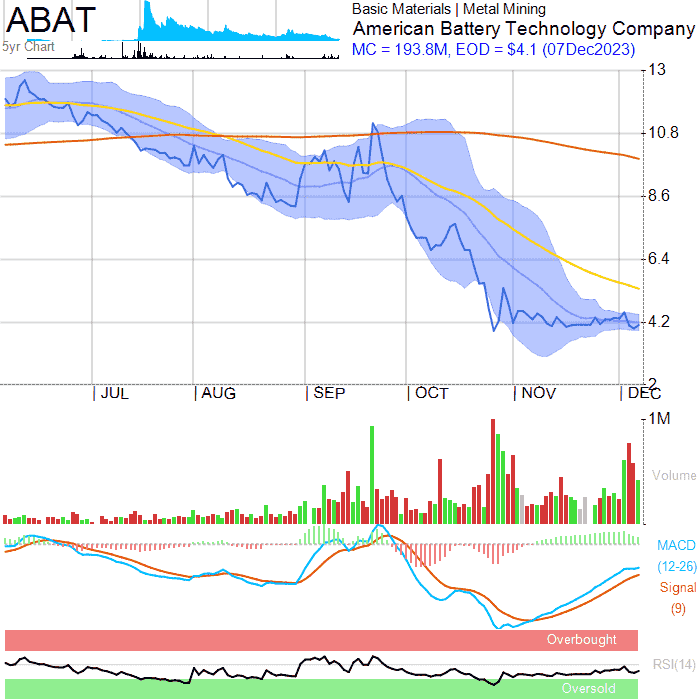 ABAT
5yr Chart
Basic Materials | Metal Mining
American Battery Technology Company
MC = 193.8M, EOD = $4.1 (07Dec2023)
13
10.8
8.6
6.4
4.2
2
JUL
AUG
SEP
OCT
NOV
DEC
1M
Volume
MACD
(12-26)
Signal
(9)
Overbought
RSI(14)
Oversold